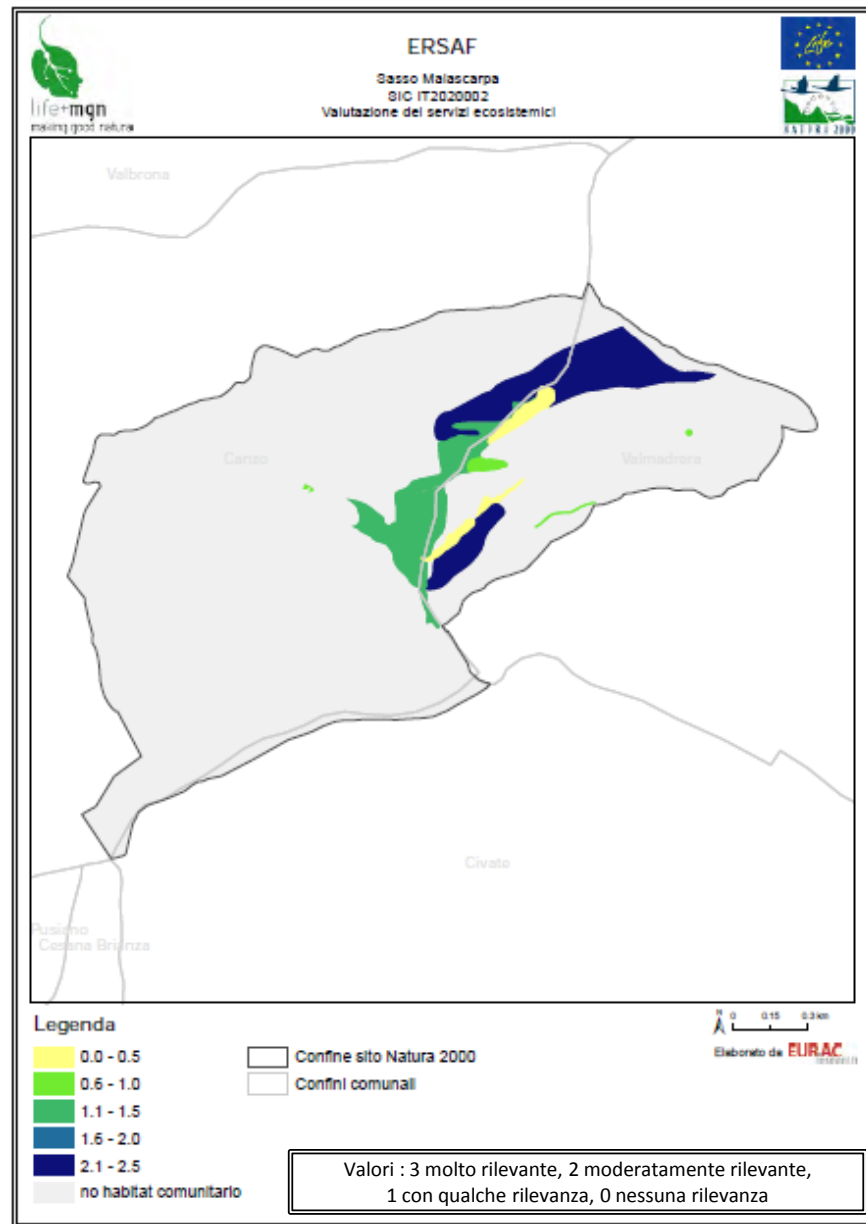 ERSAF
Sasso Malascarpa
SIC IT2020002
Valutazione dei servizi ecosistemici
life+mgn
making good natura
NATURA 2000
Valbrona
Canzo
Valmadrera
Civate
Pusiano
Cesana Brianza
Legenda
0.0 - 0.5
0.6 - 1.0
1.1 - 1.5
1.6 - 2.0
2.1 - 2.5
no habitat comunitario
Confine sito Natura 2000
Confini comunali
N
0 0.15 0.3 km
Elaborato da EURAC
Valori : 3 molto rilevante, 2 moderatamente rilevante,
1 con qualche rilevanza, 0 nessuna rilevanza